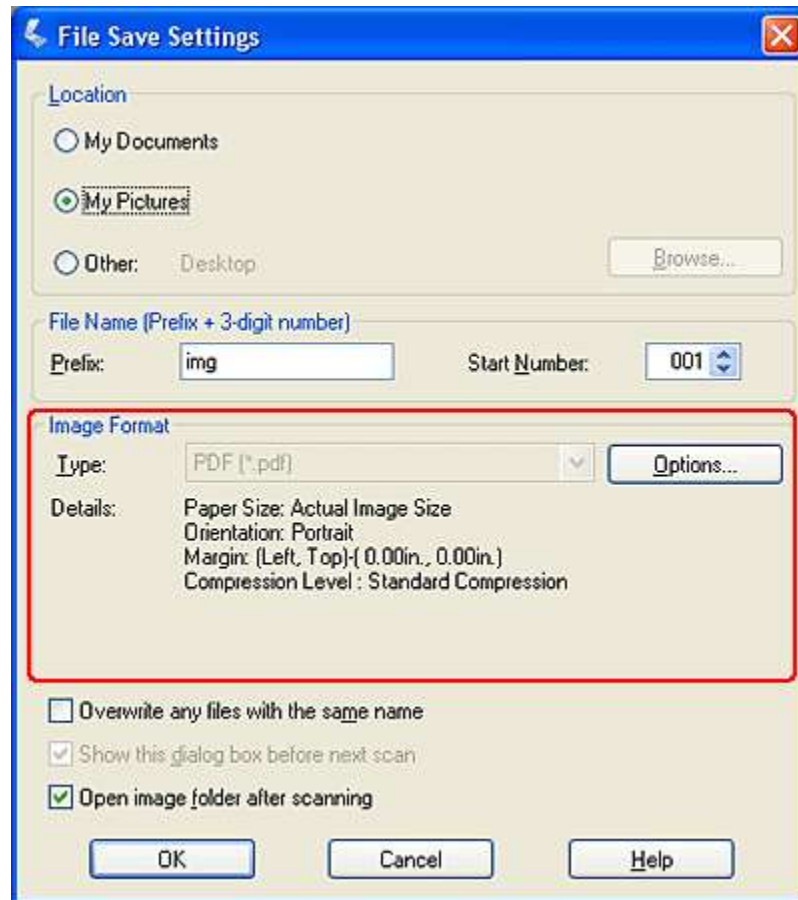 File Save Settings
Location
My Documents
My Pictures
Other: Desktop Browse...
File Name (Prefix + 3-digit number)
Prefix: img Start Number: 001
Image Format
Type: PDF (*.pdf) Options...
Details: Paper Size: Actual Image Size
Orientation: Portrait
Margin: (Left, Top)-( 0.00in., 0.00in.)
Compression Level : Standard Compression
Overwrite any files with the same name
Show this dialog box before next scan
Open image folder after scanning
OK Cancel Help